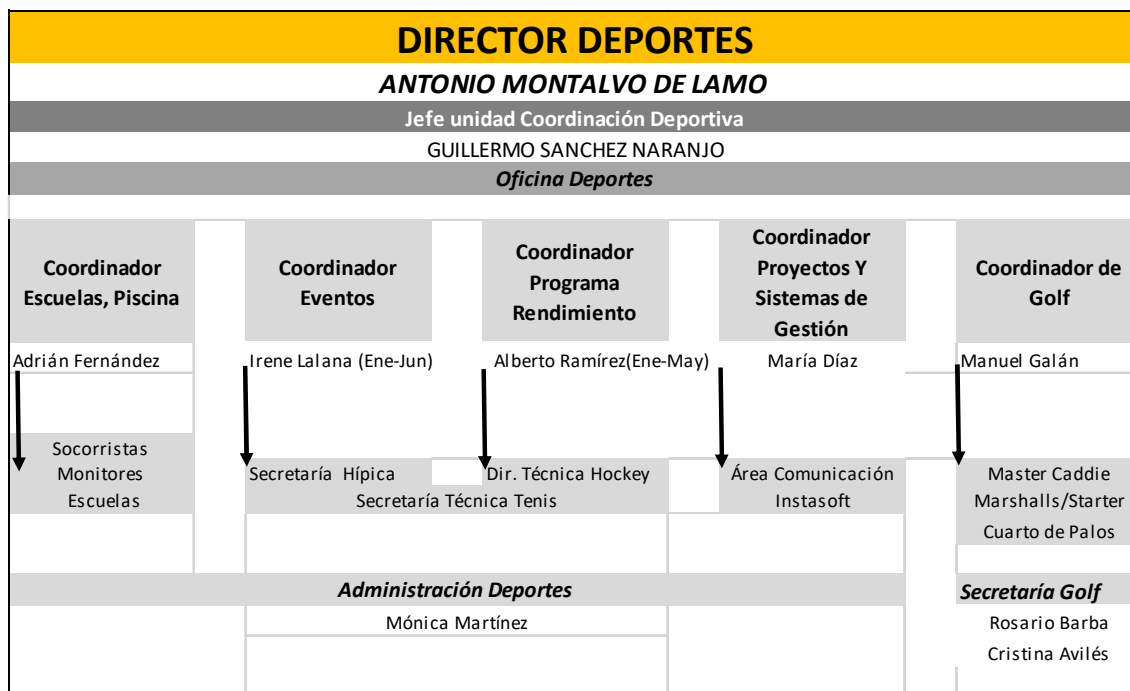 DIRECTOR DEPORTES
ANTONIO MONTALVO DE LAMO
Jefe unidad Coordinación Deportiva
GUILLERMO SANCHEZ NARANJO
Oficina Deportes
Coordinador
Escuelas, Piscina
Coordinador
Eventos
Coordinador
Programa
Rendimiento
Coordinador
Proyectos Y
Sistemas de
Gestión
Coordinador de
Golf
Adrián Fernández
Irene Lalana (Ene-Jun)
Alberto Ramírez(Ene-May)
María Díaz
Manuel Galán
Socorristas
Monitores
Escuelas
Secretaría Hípica
Dir. Técnica Hockey
Secretaría Técnica Tenis
Área Comunicación
Instasoft
Master Caddie
Marshalls/Starter
Cuarto de Palos
Administración Deportes
Mónica Martínez
Secretaría Golf
Rosario Barba
Cristina Avilés